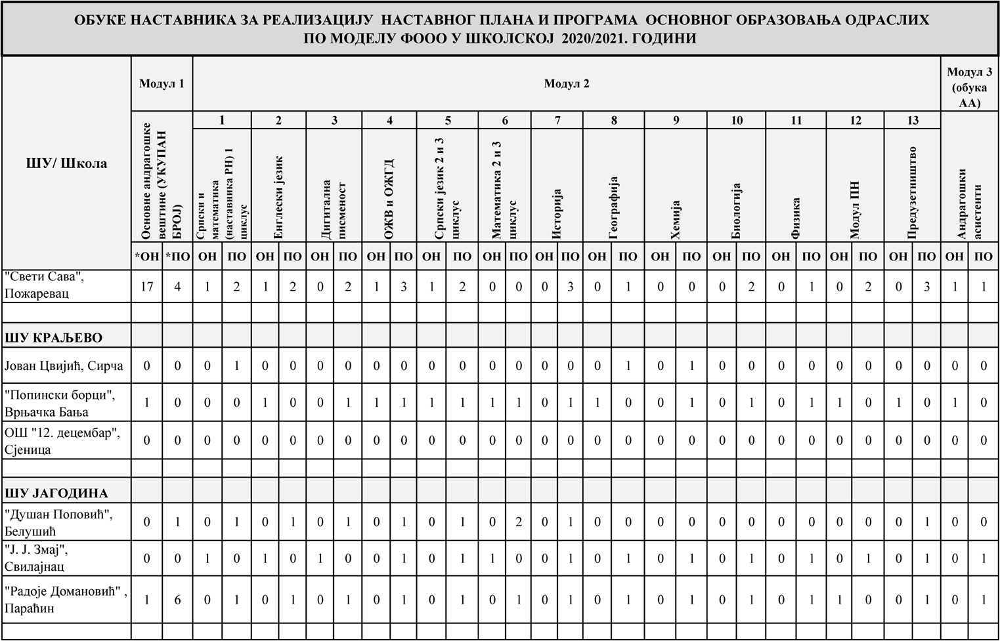 ОБУКЕ НАСТАВНИКА ЗА РЕАЛИЗАЦИЈУ НАСТАВНОГ ПЛАНА И ПРОГРАМА ОСНОВНОГ ОБРАЗОВАЊА ОДРАСЛИХ
ПО МОДЕЛУ ФООО У ШКОЛСКОЈ 2020/2021. ГОДИНИ
ШУ/ Школа
Модул 1
Модул 2
Модул 3
(обука
АА)
1 2 3 4 5 6 7 8 9 10 11 12 13
Основне андрагошке
вештине (УКУПАН
БРОЈ)
Српски и
математика
(наставника РН) 1
циклус
Енглески језик
Дигитална
писменост
ОЖВ и ОЖГД
Српски језик 2 и 3
циклус
Математика 2 и 3
циклус
Историја
Географија
Хемија
Биологија
Физика
Модул ПН
Предузетништво
Андрагошки
асистенти
*ОН *ПО ОН ПО ОН ПО ОН ПО ОН ПО ОН ПО ОН ПО ОН ПО ОН ПО ОН ПО ОН ПО ОН ПО ОН ПО ОН ПО ОН ПО
"Свети Сава",
Пожаревац
17 4 1 2 1 2 0 2 1 3 1 2 0 0 0 3 0 1 0 0 0 2 0 1 0 2 0 3 1 1
ШУ КРАЉЕВО
Јован Цвијић, Сирча 0 0 0 1 0 0 0 0 0 0 0 0 0 0 0 0 0 1 0 1 0 0 0 0 0 0 0 0 0 0
"Попински борци",
Врњачка Бања
1 0 0 0 1 0 0 1 1 1 1 1 1 1 0 1 1 0 0 1 0 1 0 1 1 0 1 0 1 0
ОШ "12. децембар",
Сјеница
0 0 0 0 0 0 0 0 0 0 0 0 0 0 0 0 0 0 0 0 0 0 0 0 0 0 0 0 0 0
ШУ ЈАГОДИНА
"Душан Поповић",
Белушић
0 1 0 1 0 1 0 1 0 1 0 1 0 2 0 1 0 0 0 0 0 0 0 0 0 0 0 1 0 0
"Ј. Ј. Змај",
Свилајнац
0 0 1 0 1 0 1 0 0 1 0 1 1 0 0 1 0 1 0 1 0 1 0 1 0 1 0 1 0 1
"Радоје Домановић" ,
Параћин
1 6 0 1 0 1 0 1 0 1 0 1 0 1 0 1 0 1 0 1 0 1 0 1 1 0 0 1 0 1